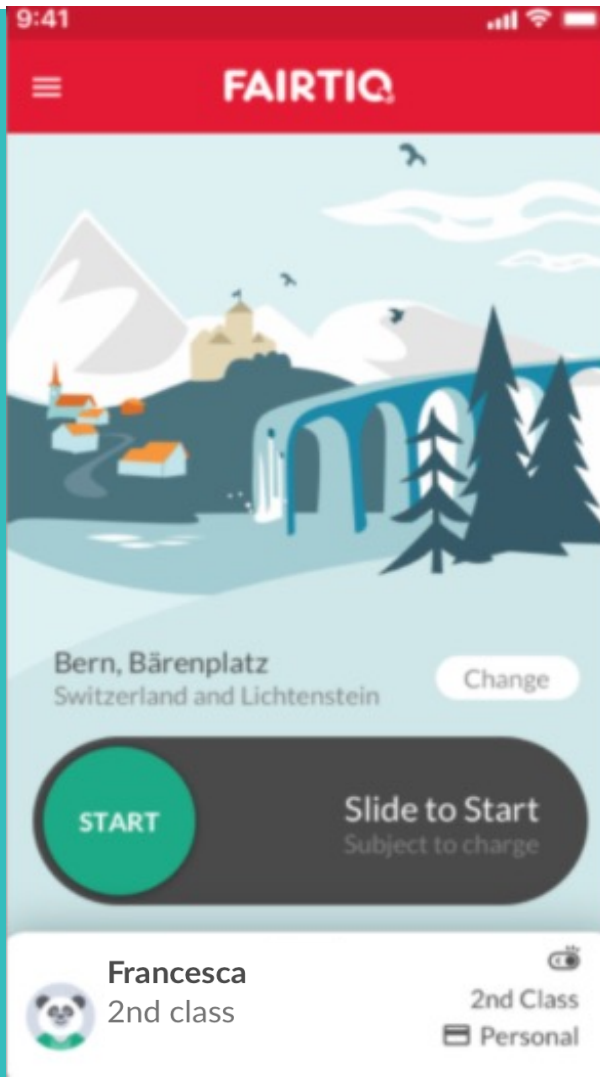 9:41
FAIRTIQ
Bern, Bärenplatz
Switzerland and Lichtenstein
Change
START
Slide to Start
Subject to charge
Francesca
2nd class
2nd Class
Personal